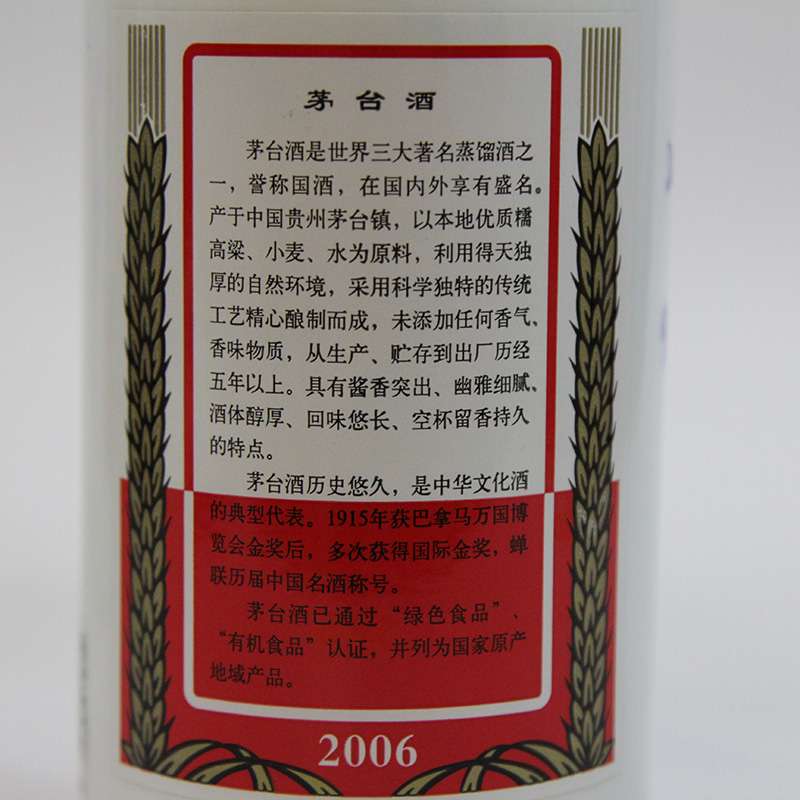 茅台酒
茅台酒是世界三大著名蒸馏酒之
一，誉称国酒，在国内外享有盛名。
产于中国贵州茅台镇，以本地优质糯
高粱、小麦、水为原料，利用得天独
厚的自然环境，采用科学独特的传统
工艺精心酿制而成，未添加任何香气、
香味物质，从生产、贮存到出厂历经
五年以上。具有酱香突出、幽雅细腻、
酒体醇厚、回味悠长、空杯留香持久
的特点。
茅台酒历史悠久，是中华文化酒
的典型代表。1915年获巴拿马万国博
览会金奖后，多次获得国际金奖，蝉
联历届中国名酒称号。
茅台酒已通过“绿色食品”、
“有机食品”认证，并列为国家原产
地域产品。
2006